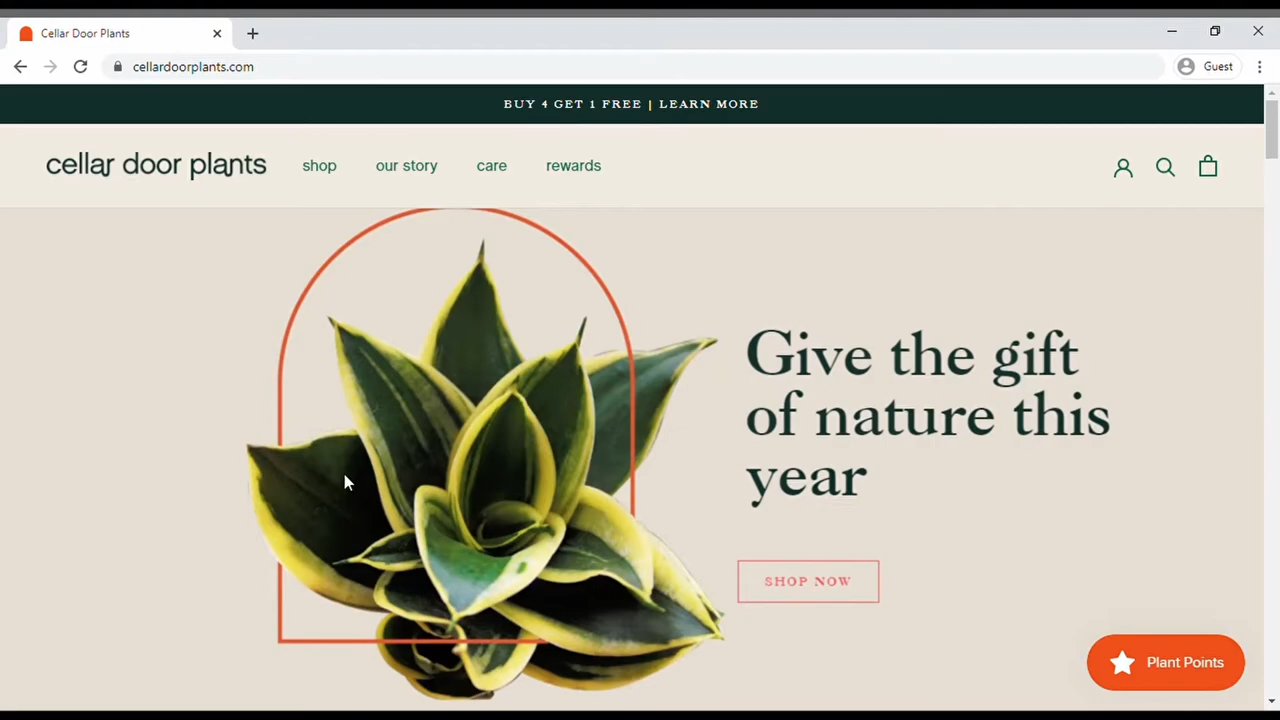 Cellar Door Plants
cellardoorplants.com
Guest
BUY 4 GET 1 FREE | LEARN MORE
cellar door plants
shop
our story
care
rewards
Give the gift
of nature this
year
SHOP NOW
Plant Points